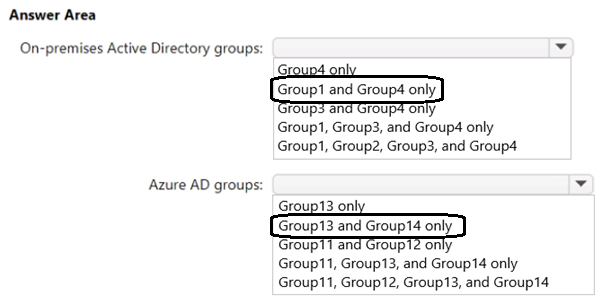 Answer Area
On-premises Active Directory groups:
Group4 only
Group1 and Group4 only
Group3 and Group4 only
Group1, Group3, and Group4 only
Group1, Group2, Group3, and Group4
Azure AD groups:
Group13 only
Group13 and Group14 only
Group11 and Group12 only
Group11, Group13, and Group14 only
Group11, Group12, Group13, and Group14